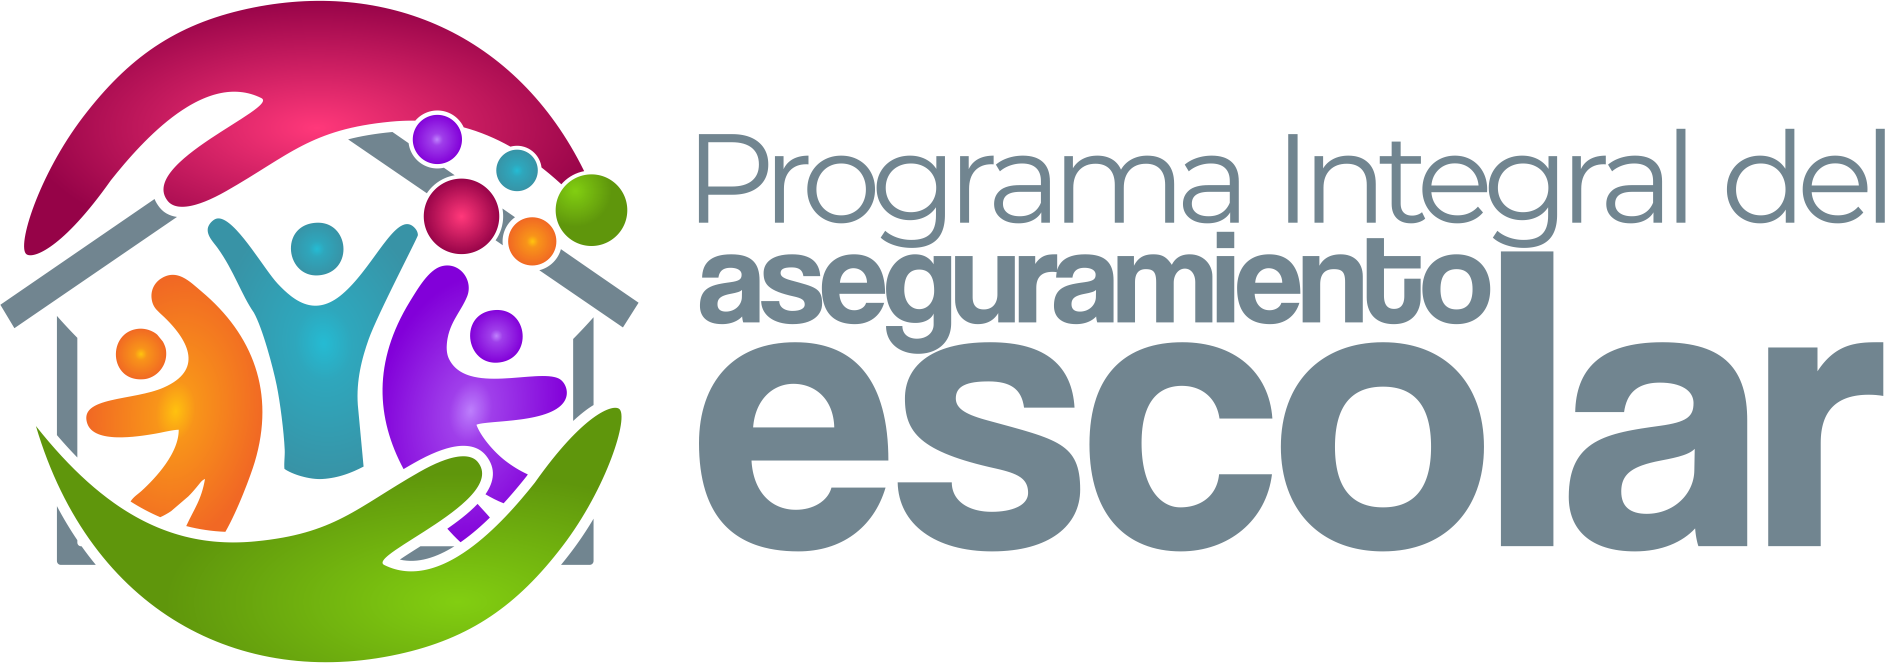 Programa Integral del
aseguramiento
escolar